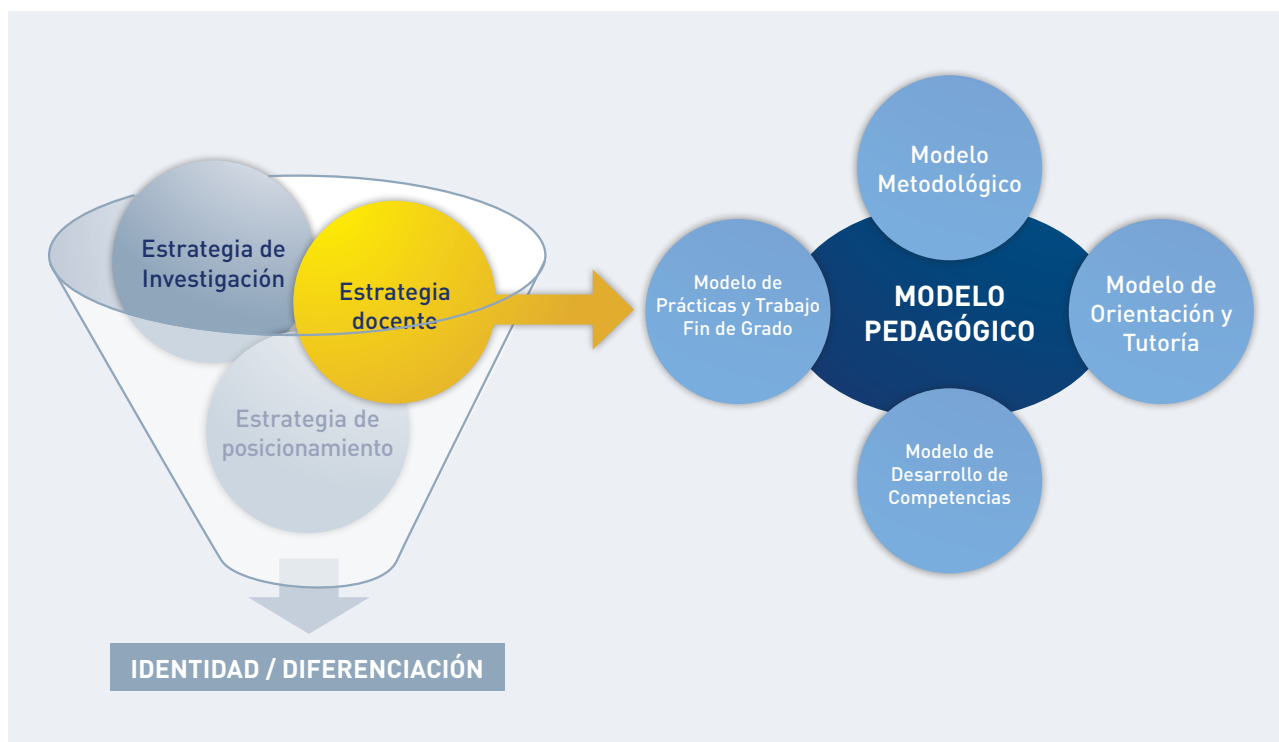 Estrategia de
Investigación
Estrategia
docente
Estrategia de
posicionamiento
IDENTIDAD / DIFERENCIACIÓN
Modelo
Metodológico
Modelo de
Prácticas y Trabajo
Fin de Grado
MODELO
PEDAGÓGICO
Modelo de
Orientación y
Tutoría
Modelo de
Desarrollo de
Competencias